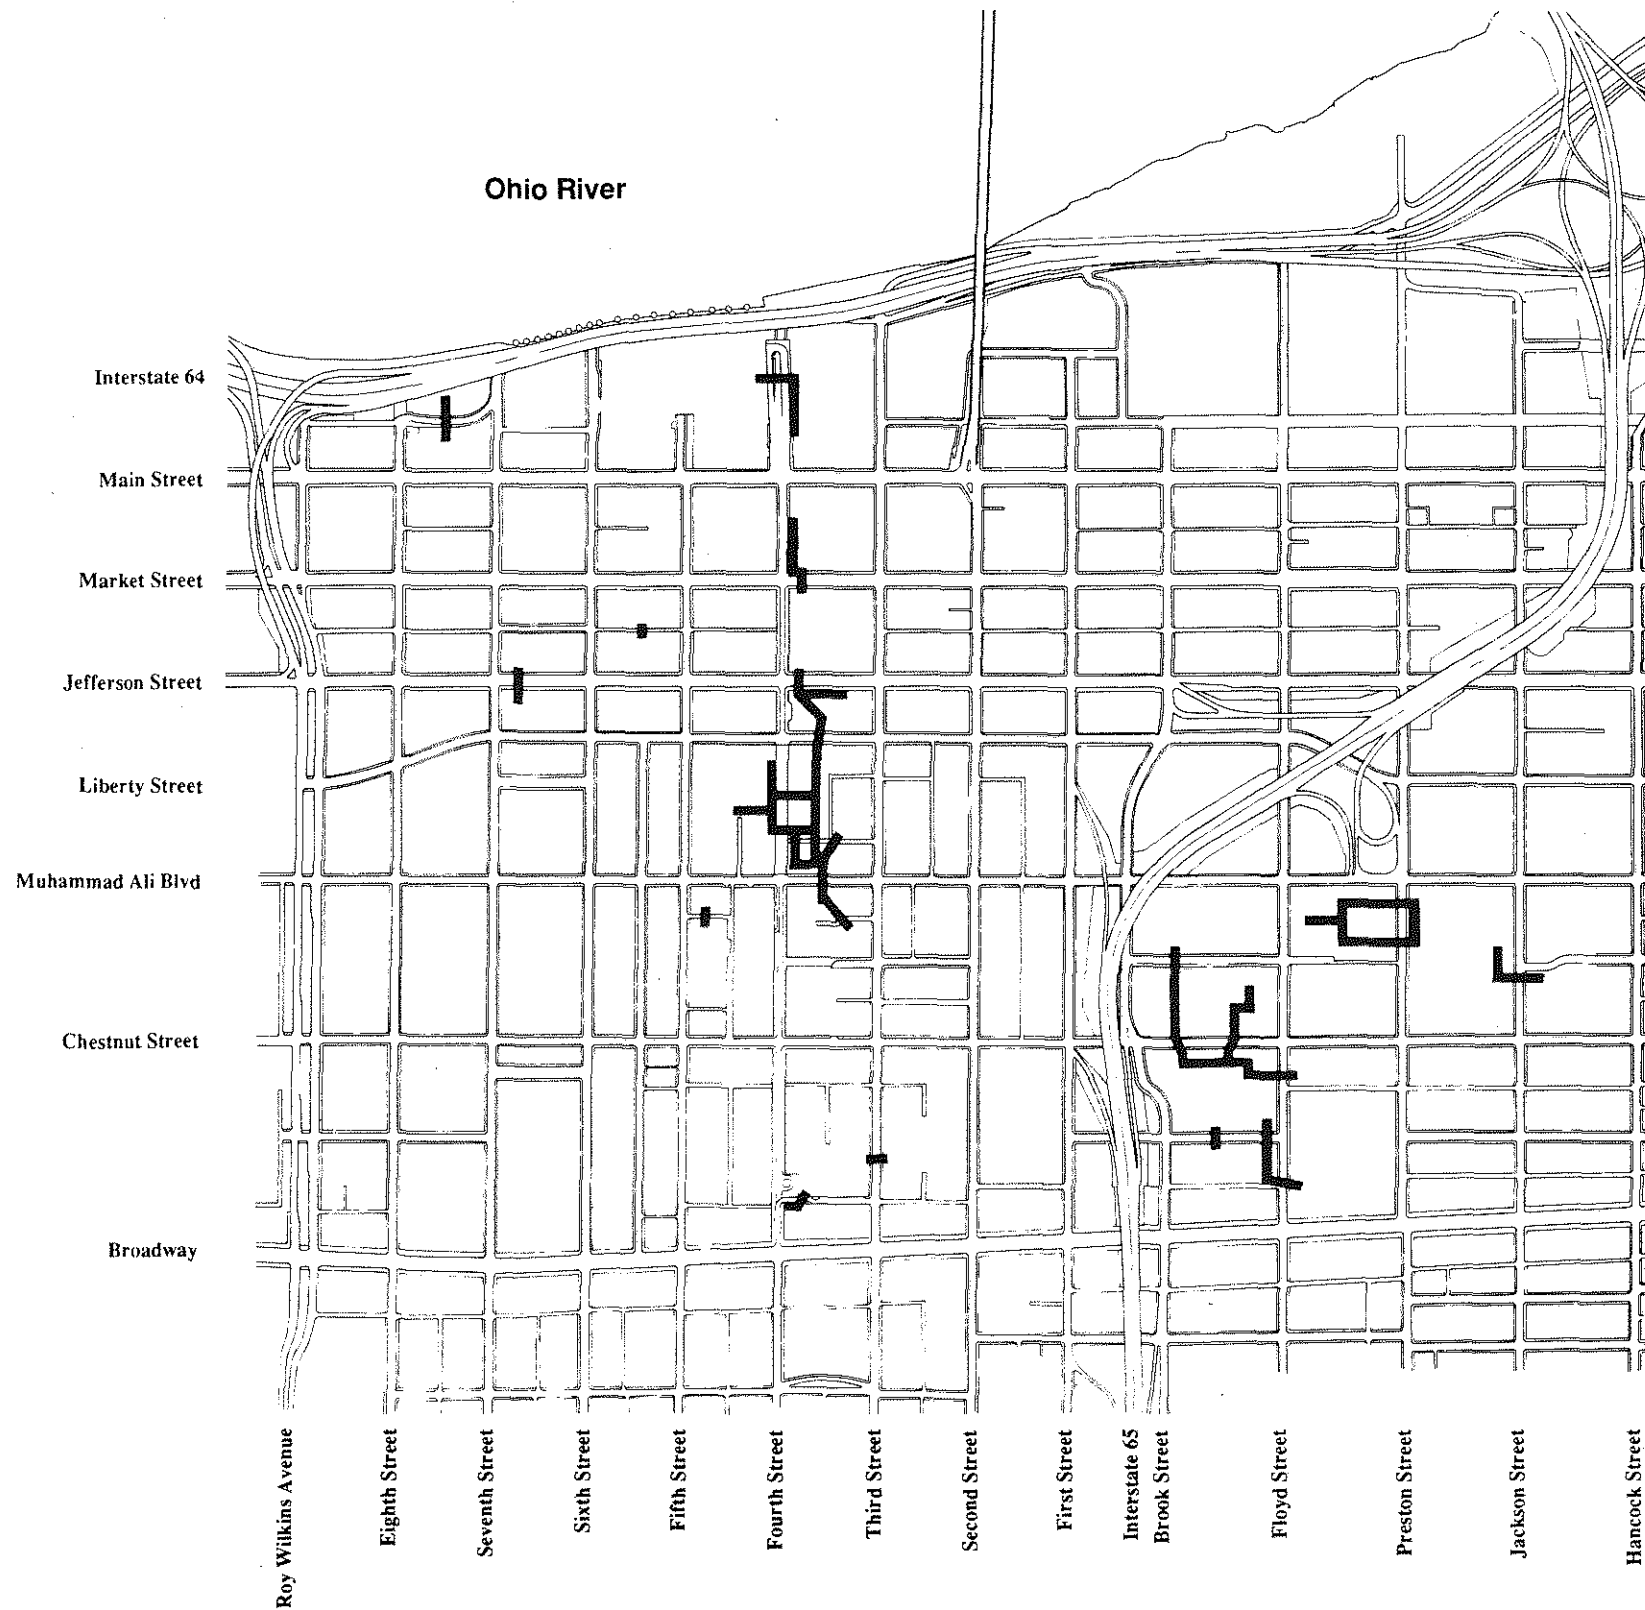 Ohio River
Interstate 64
Main Street
Market Street
Jefferson Street
Liberty Street
Muhammad Ali Blvd
Chestnut Street
Broadway
Roy Wilkins Avenue
Eighth Street
Seventh Street
Sixth Street
Fifth Street
Fourth Street
Third Street
Second Street
First Street
Interstate 65
Brook Street
Floyd Street
Preston Street
Jackson Street
Hancock Street